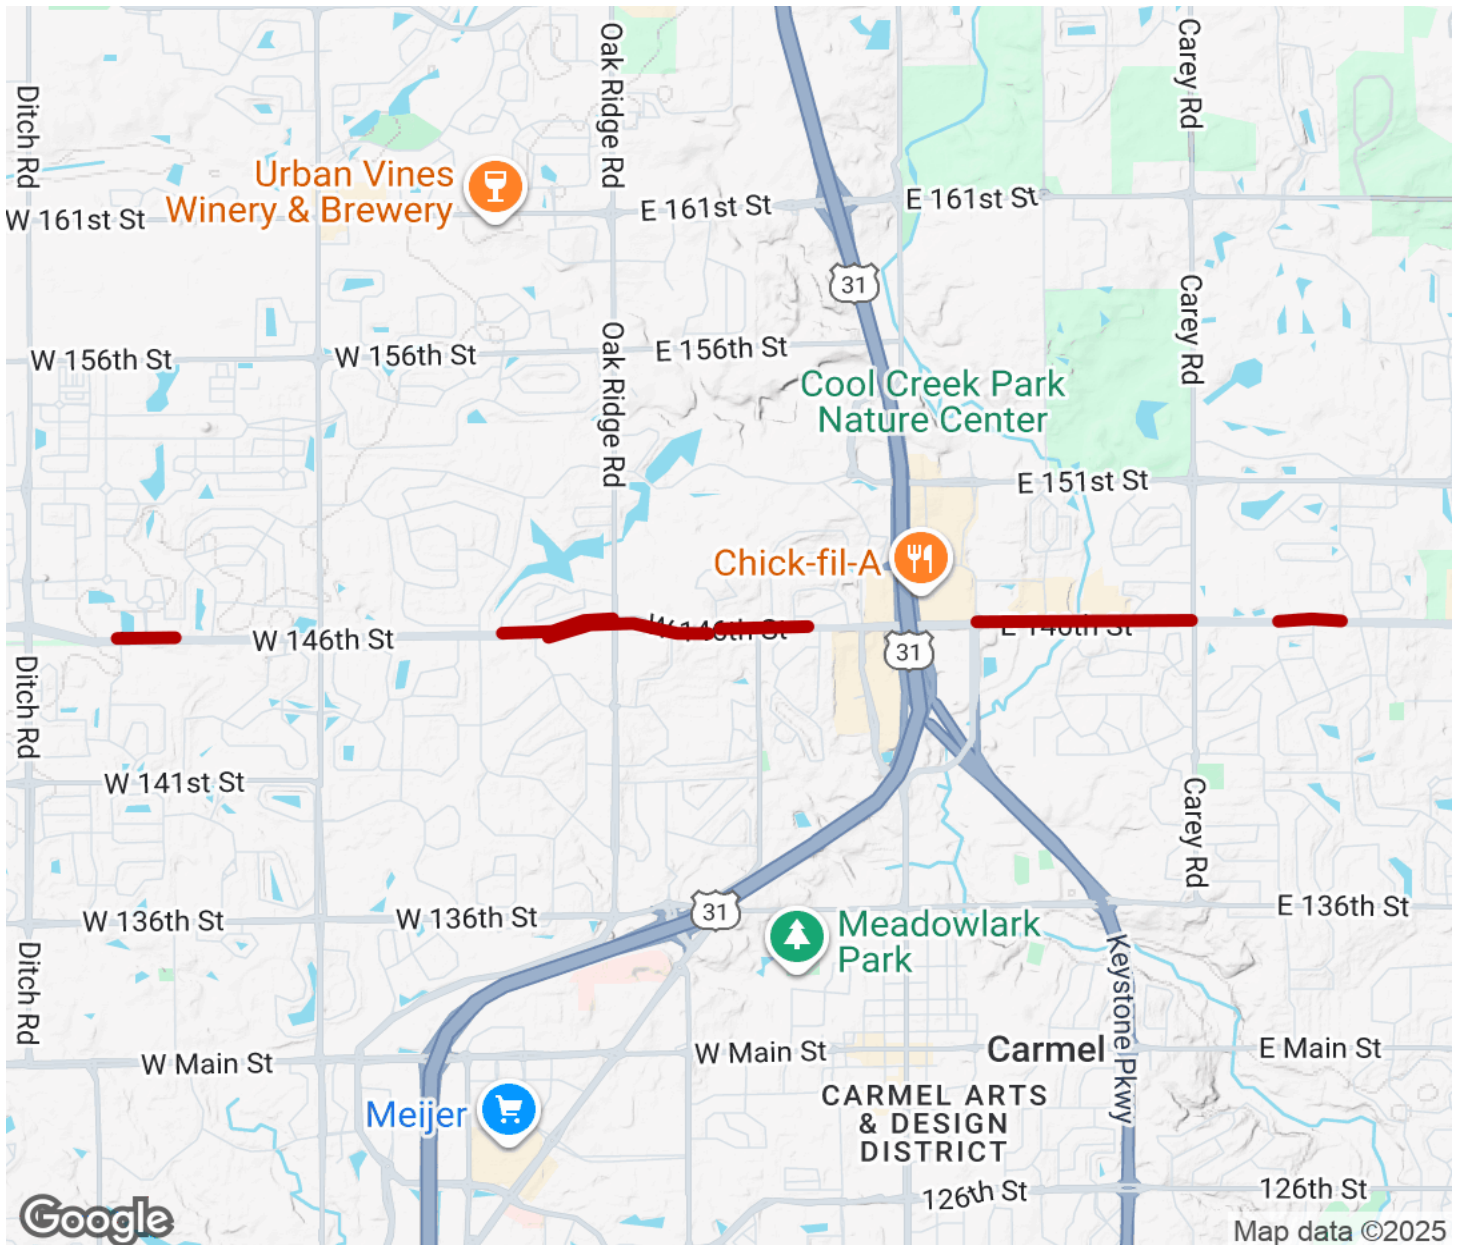 Oak Ridge Rd
Carey Rd
Ditch Rd
Urban Vines
Winery & Brewery
W 161st St
E 161st St
E 161st St
31
Carey Rd
Oak Ridge Rd
W 156th St
W 156th St
E 156th St
Cool Creek Park
Nature Center
E 151st St
Chick-fil-A
W 146th St
W 146th St
E 146th St
31
Ditch Rd
W 141st St
Carey Rd
W 136th St
W 136th St
31
E 136th St
Meadowlark
Park
Ditch Rd
Keystone Pkwy
W Main St
W Main St
Carmel
E Main St
CARMEL ARTS
& DESIGN
DISTRICT
Meijer
126th St
126th St
Google
Map data ©2025